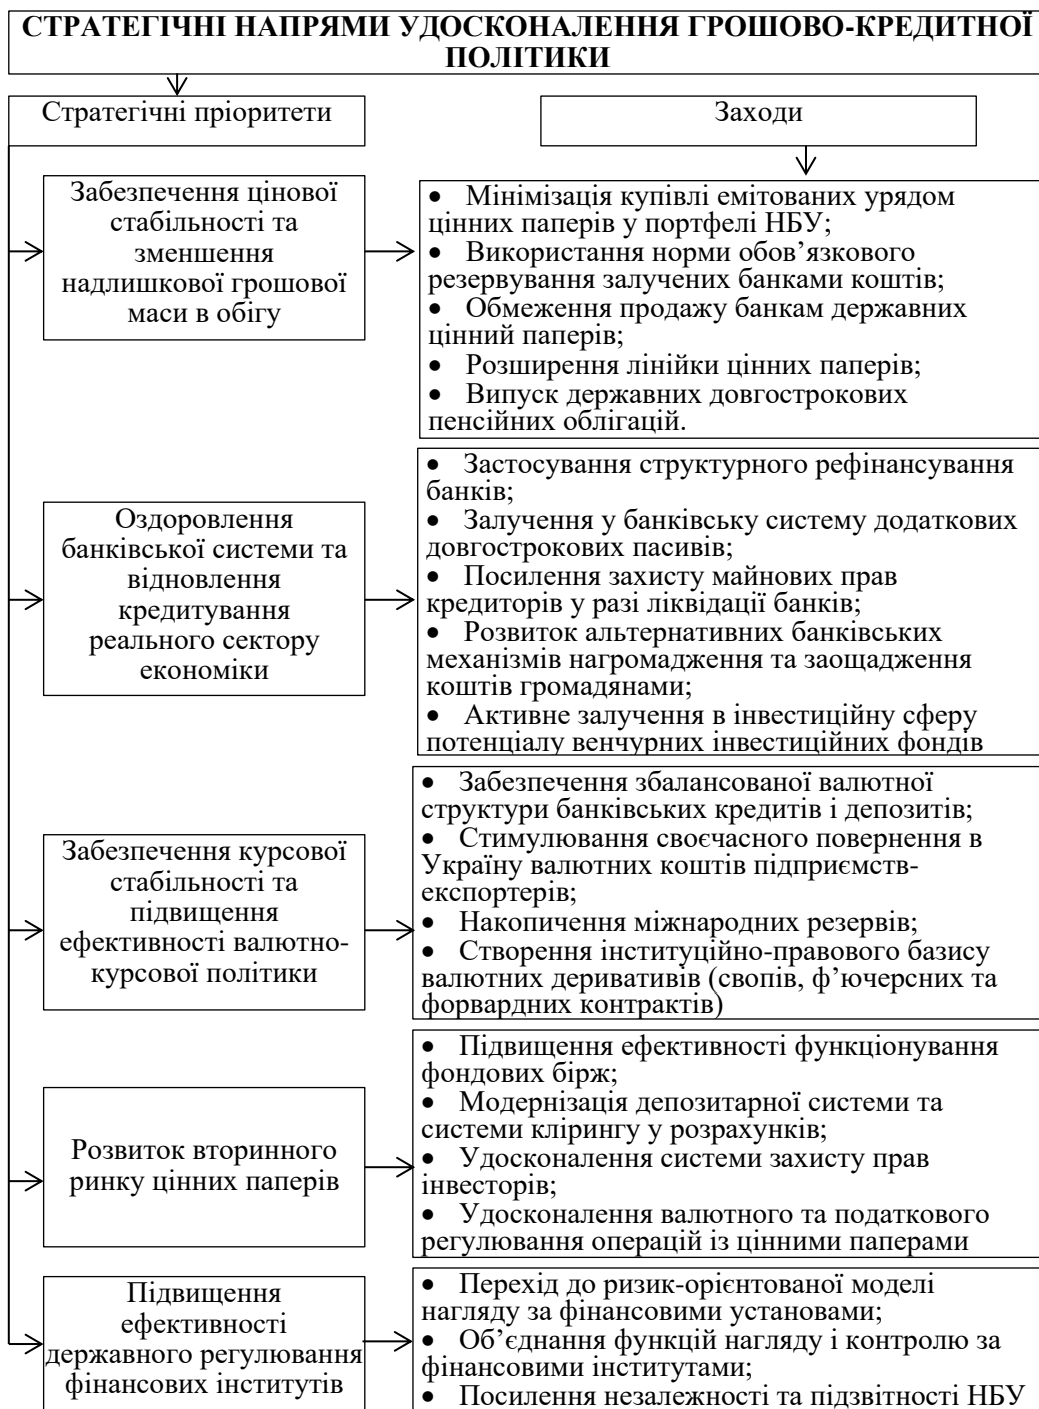 СТРАТЕГІЧНІ НАПРЯМИ УДОСКОНАЛЕННЯ ГРОШОВО-КРЕДИТНОЇ
ПОЛІТИКИ
Стратегічні пріоритети
Заходи
Забезпечення цінової
стабільності та
зменшення
надлишкової грошової
маси в обігу
• Мінімізація купівлі емітованих урядом
цінних паперів у портфелі НБУ;
• Використання норми обов’язкового
резервування залучених банками коштів;
• Обмеження продажу банкам державних
цінний паперів;
• Розширення лінійки цінних паперів;
• Випуск державних довгострокових
пенсійних облігацій.
Оздоровлення
банківської системи та
відновлення
кредитування
реального сектору
економіки
• Застосування структурного рефінансування
банків;
• Залучення у банківську систему додаткових
довгострокових пасивів;
• Посилення захисту майнових прав
кредиторів у разі ліквідації банків;
• Розвиток альтернативних банківських
механізмів нагромадження та заощадження
коштів громадянами;
• Активне залучення в інвестиційну сферу
потенціалу венчурних інвестиційних фондів
Забезпечення курсової
стабільності та
підвищення
ефективності валютно-
курсової політики
• Забезпечення збалансованої валютної
структури банківських кредитів і депозитів;
• Стимулювання своєчасного повернення в
Україну валютних коштів підприємств-
експортерів;
• Накопичення міжнародних резервів;
• Створення інституційно-правового базису
валютних деривативів (свопів, ф’ючерсних та
форвардних контрактів)
Розвиток вторинного
ринку цінних паперів
• Підвищення ефективності функціонування
фондових бірж;
• Модернізація депозитарної системи та
системи клірингу у розрахунків;
• Удосконалення системи захисту прав
інвесторів;
• Удосконалення валютного та податкового
регулювання операцій із цінними паперами
Підвищення
ефективності
державного регулювання
фінансових інститутів
• Перехід до ризик-орієнтованої моделі
нагляду за фінансовими установами;
• Об’єднання функцій нагляду і контролю за
фінансовими інститутами;
• Посилення незалежності та підзвітності НБУ